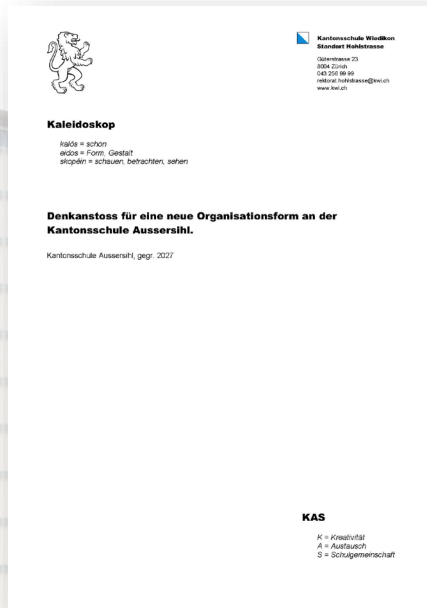 Kantonsschule Wiedikon
Standort Hohlstrasse
Güterstrasse 23
8004 Zürich
043 256 99 99
rektorat.hohlstrasse@kwi.ch
www.kwi.ch
Kaleidoskop
kalós = schön
eidos = Form, Gestalt
skopéin = schauen, betrachten, sehen
Denkanstoss für eine neue Organisationsform an der
Kantonsschule Aussersihl.
Kantonsschule Aussersihl, gegr. 2027
KAS
K = Kreativität
A = Austausch
S = Schulgemeinschaft